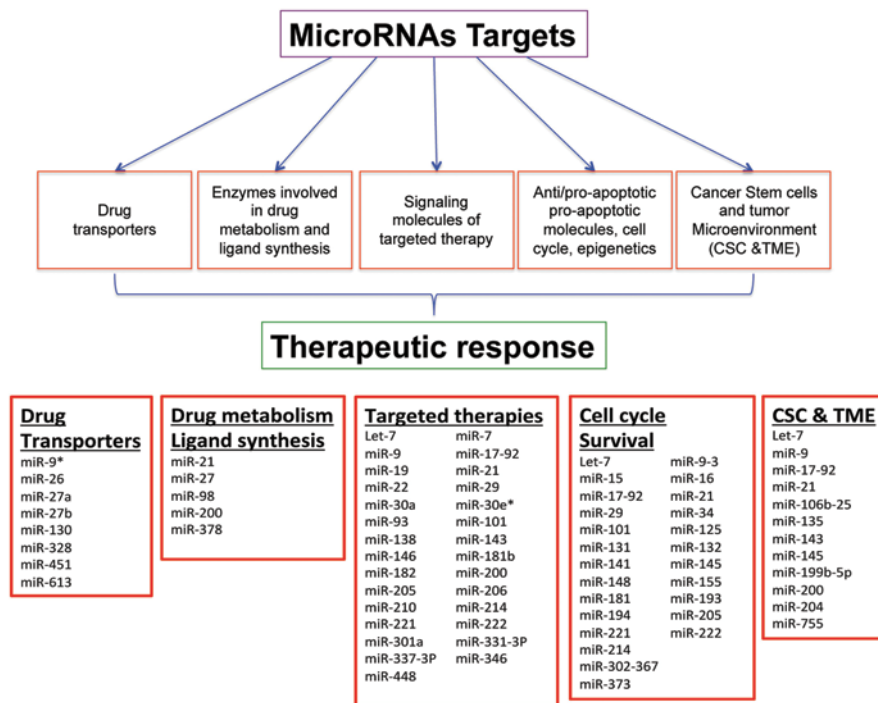 MicroRNAs Targets
Drug
transporters
Enzymes involved
in drug
metabolism and
ligand synthesis
Signaling
molecules of
targeted therapy
Anti/pro-apoptotic
pro-apoptotic
molecules, cell
cycle, epigenetics
Cancer Stem cells
and tumor
Microenvironment
(CSC &TME)
Therapeutic response
Drug
Transporters
miR-9*
miR-26
miR-27a
miR-27b
miR-130
miR-328
miR-451
miR-613
Drug metabolism
Ligand synthesis
miR-21
miR-27
miR-98
miR-200
miR-378
Targeted therapies
Let-7 miR-7
miR-9 miR-17-92
miR-19 miR-21
miR-22 miR-29
miR-30a miR-30e*
miR-93 miR-101
miR-138 miR-143
miR-146 miR-181b
miR-182 miR-200
miR-205 miR-206
miR-210 miR-214
miR-221 miR-222
miR-301a miR-331-3P
miR-337-3P miR-346
miR-448
Cell cycle
Survival
Let-7 miR-9-3
miR-15 miR-16
miR-17-92 miR-21
miR-29 miR-34
miR-101 miR-125
miR-131 miR-132
miR-141 miR-145
miR-148 miR-155
miR-181 miR-193
miR-194 miR-205
miR-221 miR-222
miR-214
miR-302-367
miR-373
CSC & TME
Let-7
miR-9
miR-17-92
miR-21
miR-106b-25
miR-135
miR-143
miR-145
miR-199b-5p
miR-200
miR-204
miR-755